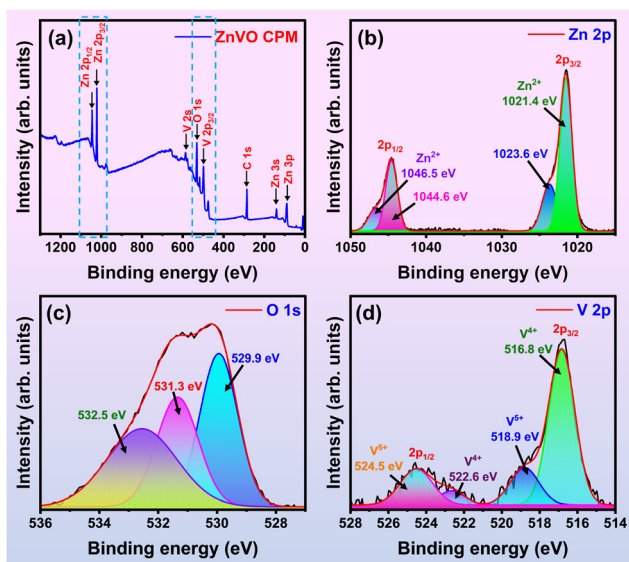 (a)
ZnVO CPM
Zn 2p1/2
Zn 2p3/2
V 2s
O 1s
V 2p3/2
C 1s
Zn 3s
Zn 3p
Intensity (arb. units)
1200 1000 800 600 400 200 0
Binding energy (eV)
(b)
Zn 2p
2p3/2
Zn2+
1021.4 eV
1023.6 eV
2p1/2
Zn2+
1046.5 eV
1044.6 eV
Intensity (arb. units)
1050 1040 1030 1020
Binding energy (eV)
(c)
O 1s
529.9 eV
531.3 eV
532.5 eV
Intensity (arb. units)
536 534 532 530 528
Binding energy (eV)
(d)
V 2p
V4+
2p3/2
516.8 eV
V5+
518.9 eV
V5+
2p1/2
V4+
524.5 eV
522.6 eV
Intensity (arb. units)
528 526 524 522 520 518 516 514
Binding energy (eV)